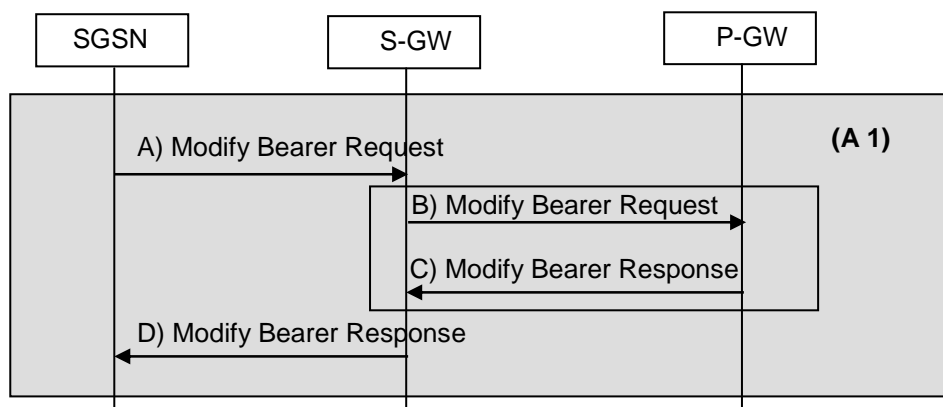 SGSN
S-GW
P-GW
(A 1)
A) Modify Bearer Request
B) Modify Bearer Request
C) Modify Bearer Response
D) Modify Bearer Response